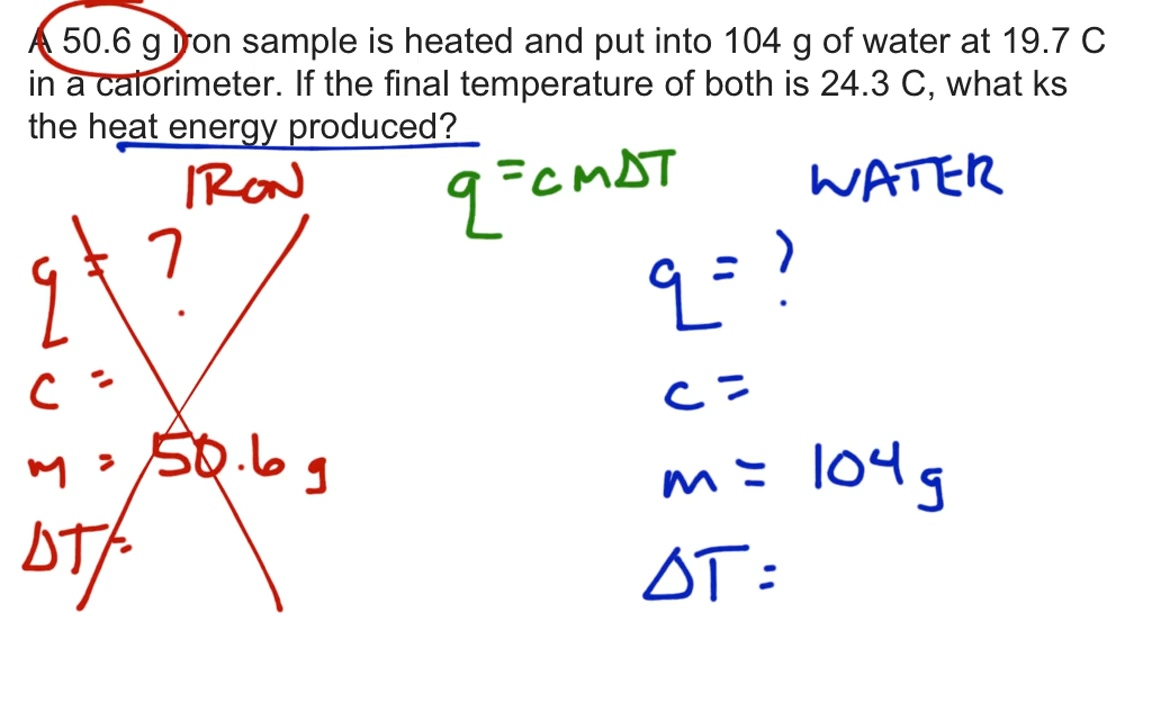 A 50.6 g iron sample is heated and put into 104 g of water at 19.7 C
in a calorimeter. If the final temperature of both is 24.3 C, what ks
the heat energy produced?
IRON
q = ?
c =
m = 50.6 g
ΔT =
q = cmΔT
WATER
q = ?
c =
m = 104 g
ΔT =